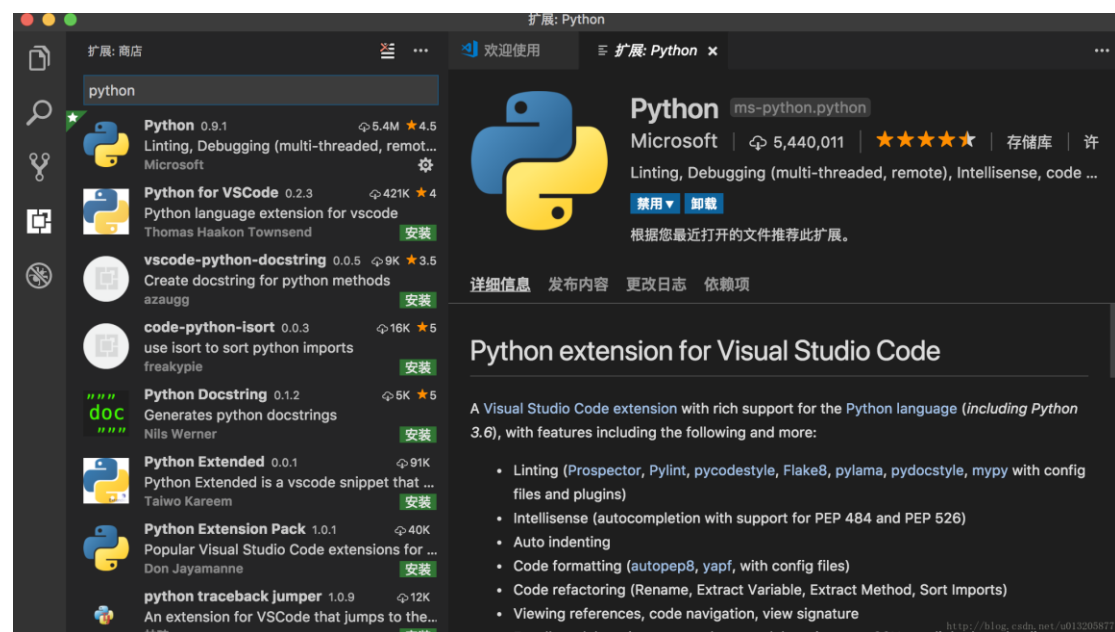 扩展: Python
扩展: 商店
python
Python 0.9.1 5.4M ★4.5
Linting, Debugging (multi-threaded, remot...
Microsoft
Python for VSCode 0.2.3 421K ★4
Python language extension for vscode
Thomas Haakon Townsend 安装
vscode-python-docstring 0.0.5 9K ★3.5
Create docstring for python methods
azaugg 安装
code-python-isort 0.0.3 16K ★5
use isort to sort python imports
freakypie 安装
Python Docstring 0.1.2 5K ★5
""" doc """
Generates python docstrings
Nils Werner 安装
Python Extended 0.0.1 91K
Python Extended is a vscode snippet that ...
Taiwo Kareem 安装
Python Extension Pack 1.0.1 40K
Popular Visual Studio Code extensions for ...
Don Jayamanne 安装
python traceback jumper 1.0.9 12K
An extension for VSCode that jumps to the...
欢迎使用
扩展: Python ×
Python ms-python.python
Microsoft | 5,440,011 | ★★★★★ | 存储库 | 许
Linting, Debugging (multi-threaded, remote), Intellisense, code ...
禁用▼ 卸载
根据您最近打开的文件推荐此扩展。
详细信息 发布内容 更改日志 依赖项
Python extension for Visual Studio Code
A Visual Studio Code extension with rich support for the Python language (including Python
3.6), with features including the following and more:
• Linting (Prospector, Pylint, pycodestyle, Flake8, pylama, pydocstyle, mypy with config
files and plugins)
• Intellisense (autocompletion with support for PEP 484 and PEP 526)
• Auto indenting
• Code formatting (autopep8, yapf, with config files)
• Code refactoring (Rename, Extract Variable, Extract Method, Sort Imports)
• Viewing references, code navigation, view signature
http://blog.csdn.net/u013205877